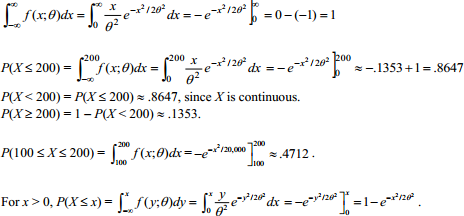 ∫_{-∞}^{∞} f(x;θ)dx = ∫_0^∞ x/θ² e^{-x²/2θ²} dx = -e^{-x²/2θ²}]_0^∞ = 0-(-1) = 1
P(X ≤ 200) = ∫_{-∞}^{200} f(x;θ)dx = ∫_0^{200} x/θ² e^{-x²/2θ²} dx = -e^{-x²/2θ²}]_0^{200} ≈ -.1353+1 = .8647
P(X < 200) = P(X ≤ 200) ≈ .8647, since X is continuous.
P(X ≥ 200) = 1 – P(X < 200) ≈ .1353.
P(100 ≤ X ≤ 200) = ∫_{100}^{200} f(x;θ)dx = -e^{-x²/20,000}]_{100}^{200} ≈ .4712 .
For x > 0, P(X ≤ x) = ∫_{-∞}^x f(y;θ)dy = ∫_0^x y/θ² e^{-y²/2θ²} dx = -e^{-y²/2θ²}]_0^x = 1-e^{-x²/2θ²} .